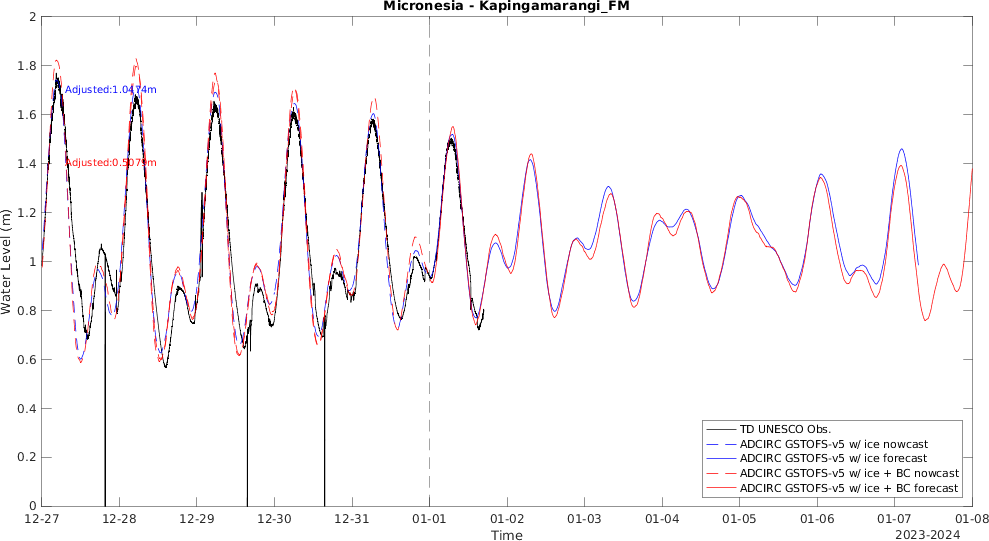 Micronesia - Kapingamarangi_FM
Water Level (m)
2
1.8
1.6
1.4
1.2
1
0.8
0.6
0.4
0.2
0
Adjusted:1.0474m
Adjusted:0.5079m
TD UNESCO Obs.
ADCIRC GSTOFS-v5 w/ ice nowcast
ADCIRC GSTOFS-v5 w/ ice forecast
ADCIRC GSTOFS-v5 w/ ice + BC nowcast
ADCIRC GSTOFS-v5 w/ ice + BC forecast
12-27 12-28 12-29 12-30 12-31 01-01 01-02 01-03 01-04 01-05 01-06 01-07 01-08
Time
2023-2024